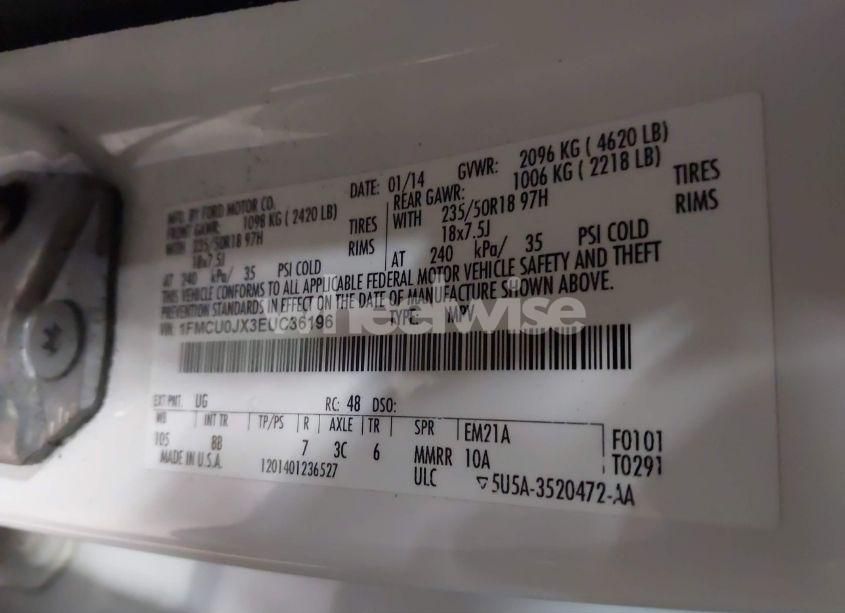 MFD. BY FORD MOTOR CO.
DATE: 01/14 GVWR: 2096 KG ( 4620 LB)
FRONT GAWR: 1098 KG ( 2420 LB)
REAR GAWR: 1006 KG ( 2218 LB)
WITH 235/50R18 97H TIRES
18x7.5J RIMS
WITH 235/50R18 97H TIRES
18x7.5J RIMS
AT 240 kPa/ 35 PSI COLD
AT 240 kPa/ 35 PSI COLD
THIS VEHICLE CONFORMS TO ALL APPLICABLE FEDERAL MOTOR VEHICLE SAFETY AND THEFT
PREVENTION STANDARDS IN EFFECT ON THE DATE OF MANUFACTURE SHOWN ABOVE.
VIN: 1FMCU0JX3EUC36196 TYPE: MPV
wheelwise
EXT PNT: UG RC: 48 DSO:
WB INT TR TP/PS R AXLE TR SPR EM21A F0101
105 BB 7 3C 6 MMRR 10A T0291
MADE IN U.S.A. 1201401236527 ULC 5U5A-3520472-AA